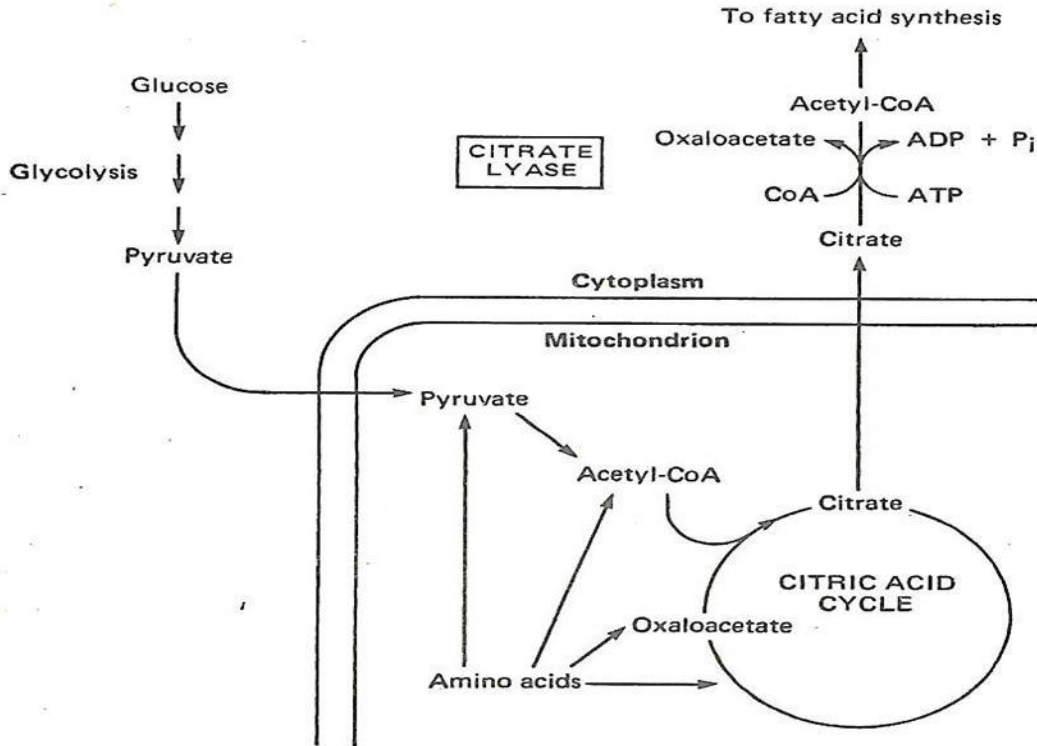 To fatty acid synthesis
Glucose
Acetyl-CoA
Oxaloacetate
ADP + Pi
CITRATE
LYASE
Glycolysis
CoA
ATP
Pyruvate
Citrate
Cytoplasm
Mitochondrion
Pyruvate
Acetyl-CoA
Citrate
CITRIC ACID
CYCLE
Oxaloacetate
Amino acids